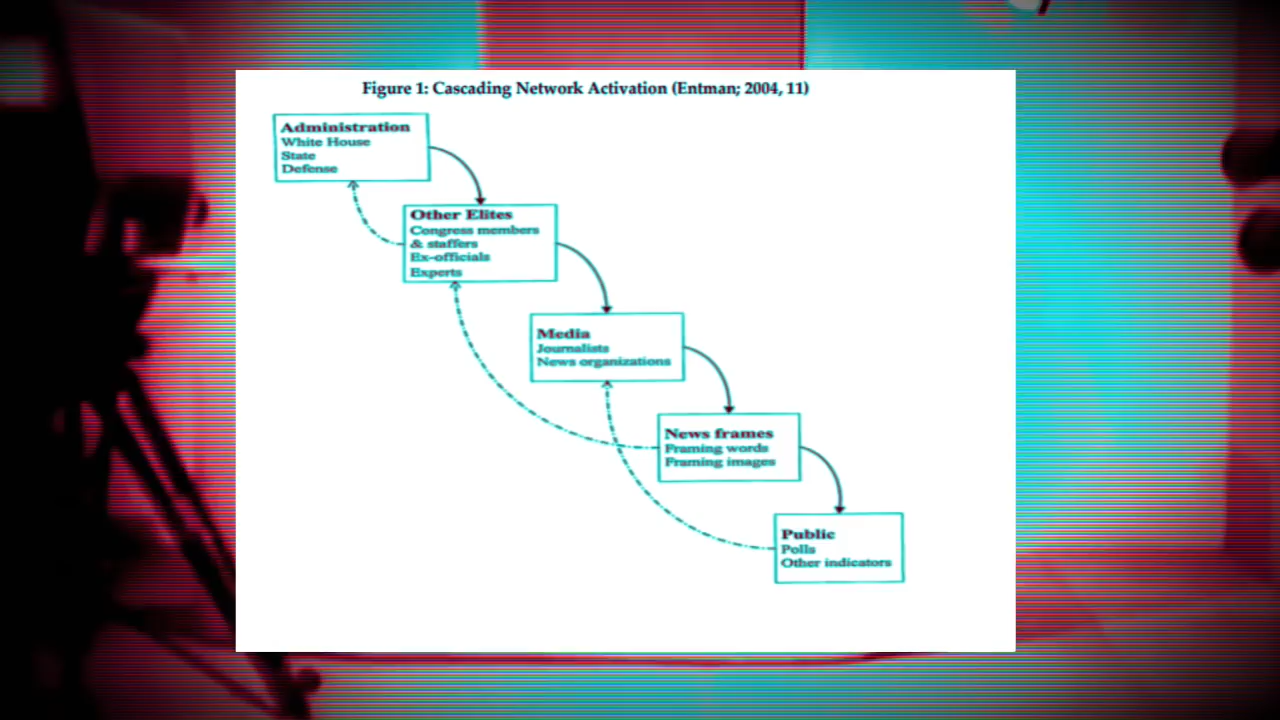 Figure 1: Cascading Network Activation (Entman; 2004, 11)
Administration
White House
State
Defense
Other Elites
Congress members
& staffers
Ex-officials
Experts
Media
Journalists
News organizations
News frames
Framing words
Framing images
Public
Polls
Other indicators